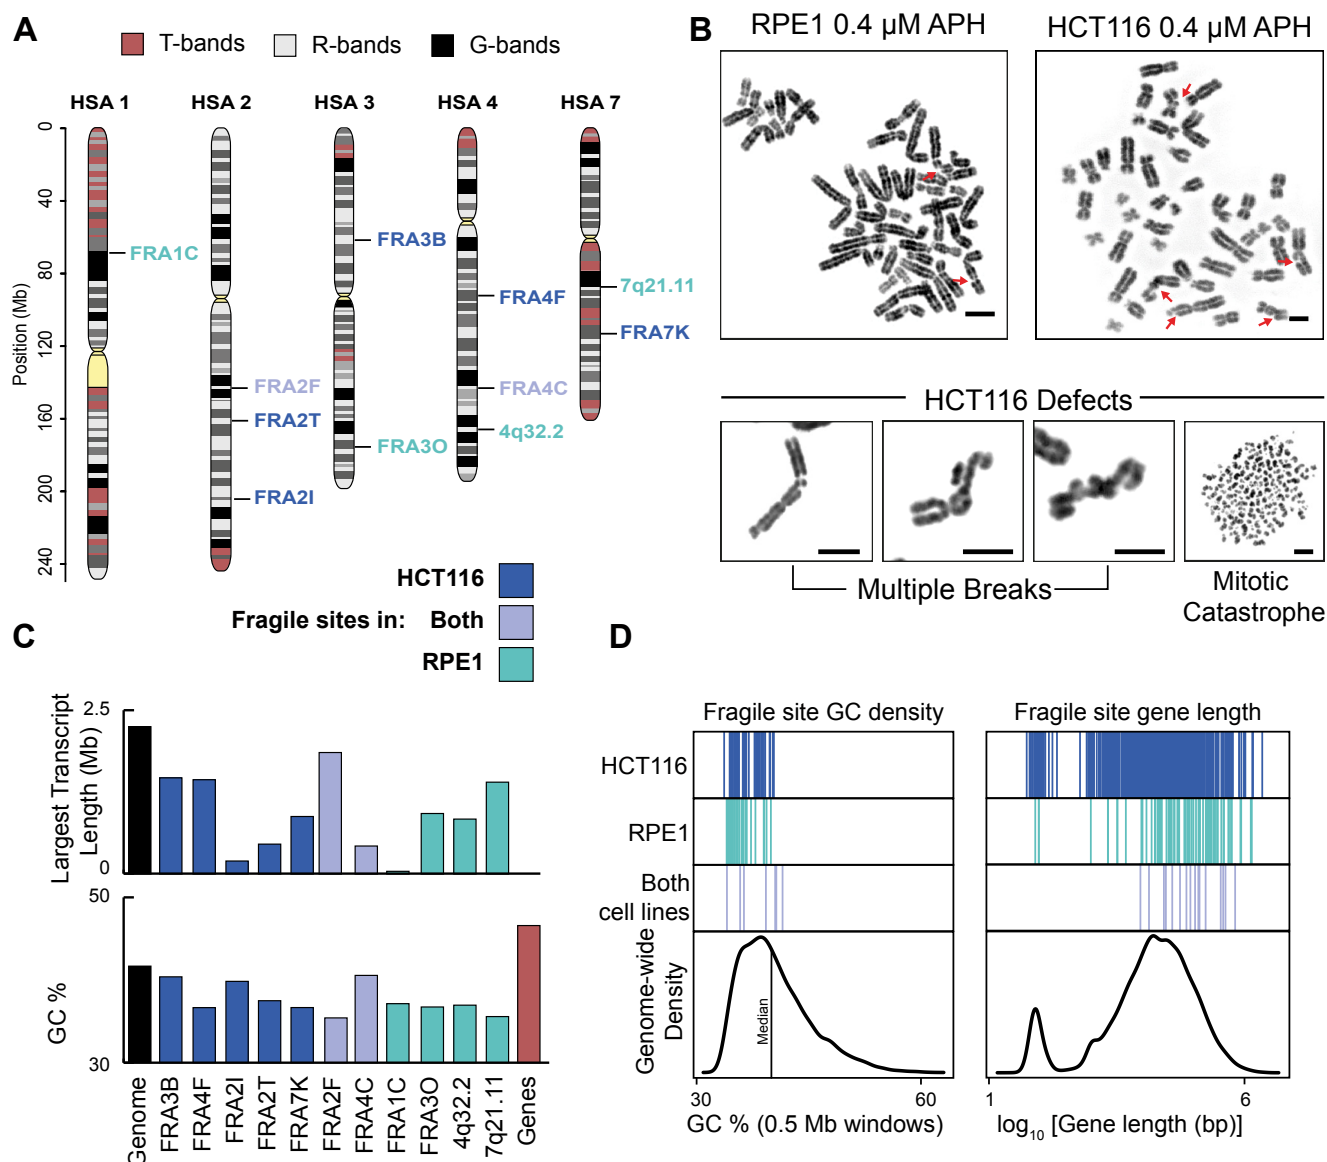 A
T-bands R-bands G-bands
HSA 1 HSA 2 HSA 3 HSA 4 HSA 7
Position (Mb)
0
40
80
120
160
200
240
FRA1C
FRA2F
FRA2T
FRA2I
FRA3B
FRA3O
FRA4F
FRA4C
4q32.2
7q21.11
FRA7K
HCT116
Fragile sites in: Both
RPE1
B
RPE1 0.4 µM APH HCT116 0.4 µM APH
HCT116 Defects
Multiple Breaks
Mitotic
Catastrophe
C
Largest Transcript
Length (Mb)
2.5
0
GC %
50
30
Genome
FRA3B
FRA4F
FRA2I
FRA2T
FRA7K
FRA2F
FRA4C
FRA1C
FRA3O
4q32.2
7q21.11
Genes
D
Fragile site GC density Fragile site gene length
HCT116
RPE1
Both
cell lines
Genome-wide
Density
Median
30 60
1 6
GC % (0.5 Mb windows)
log10 [Gene length (bp)]